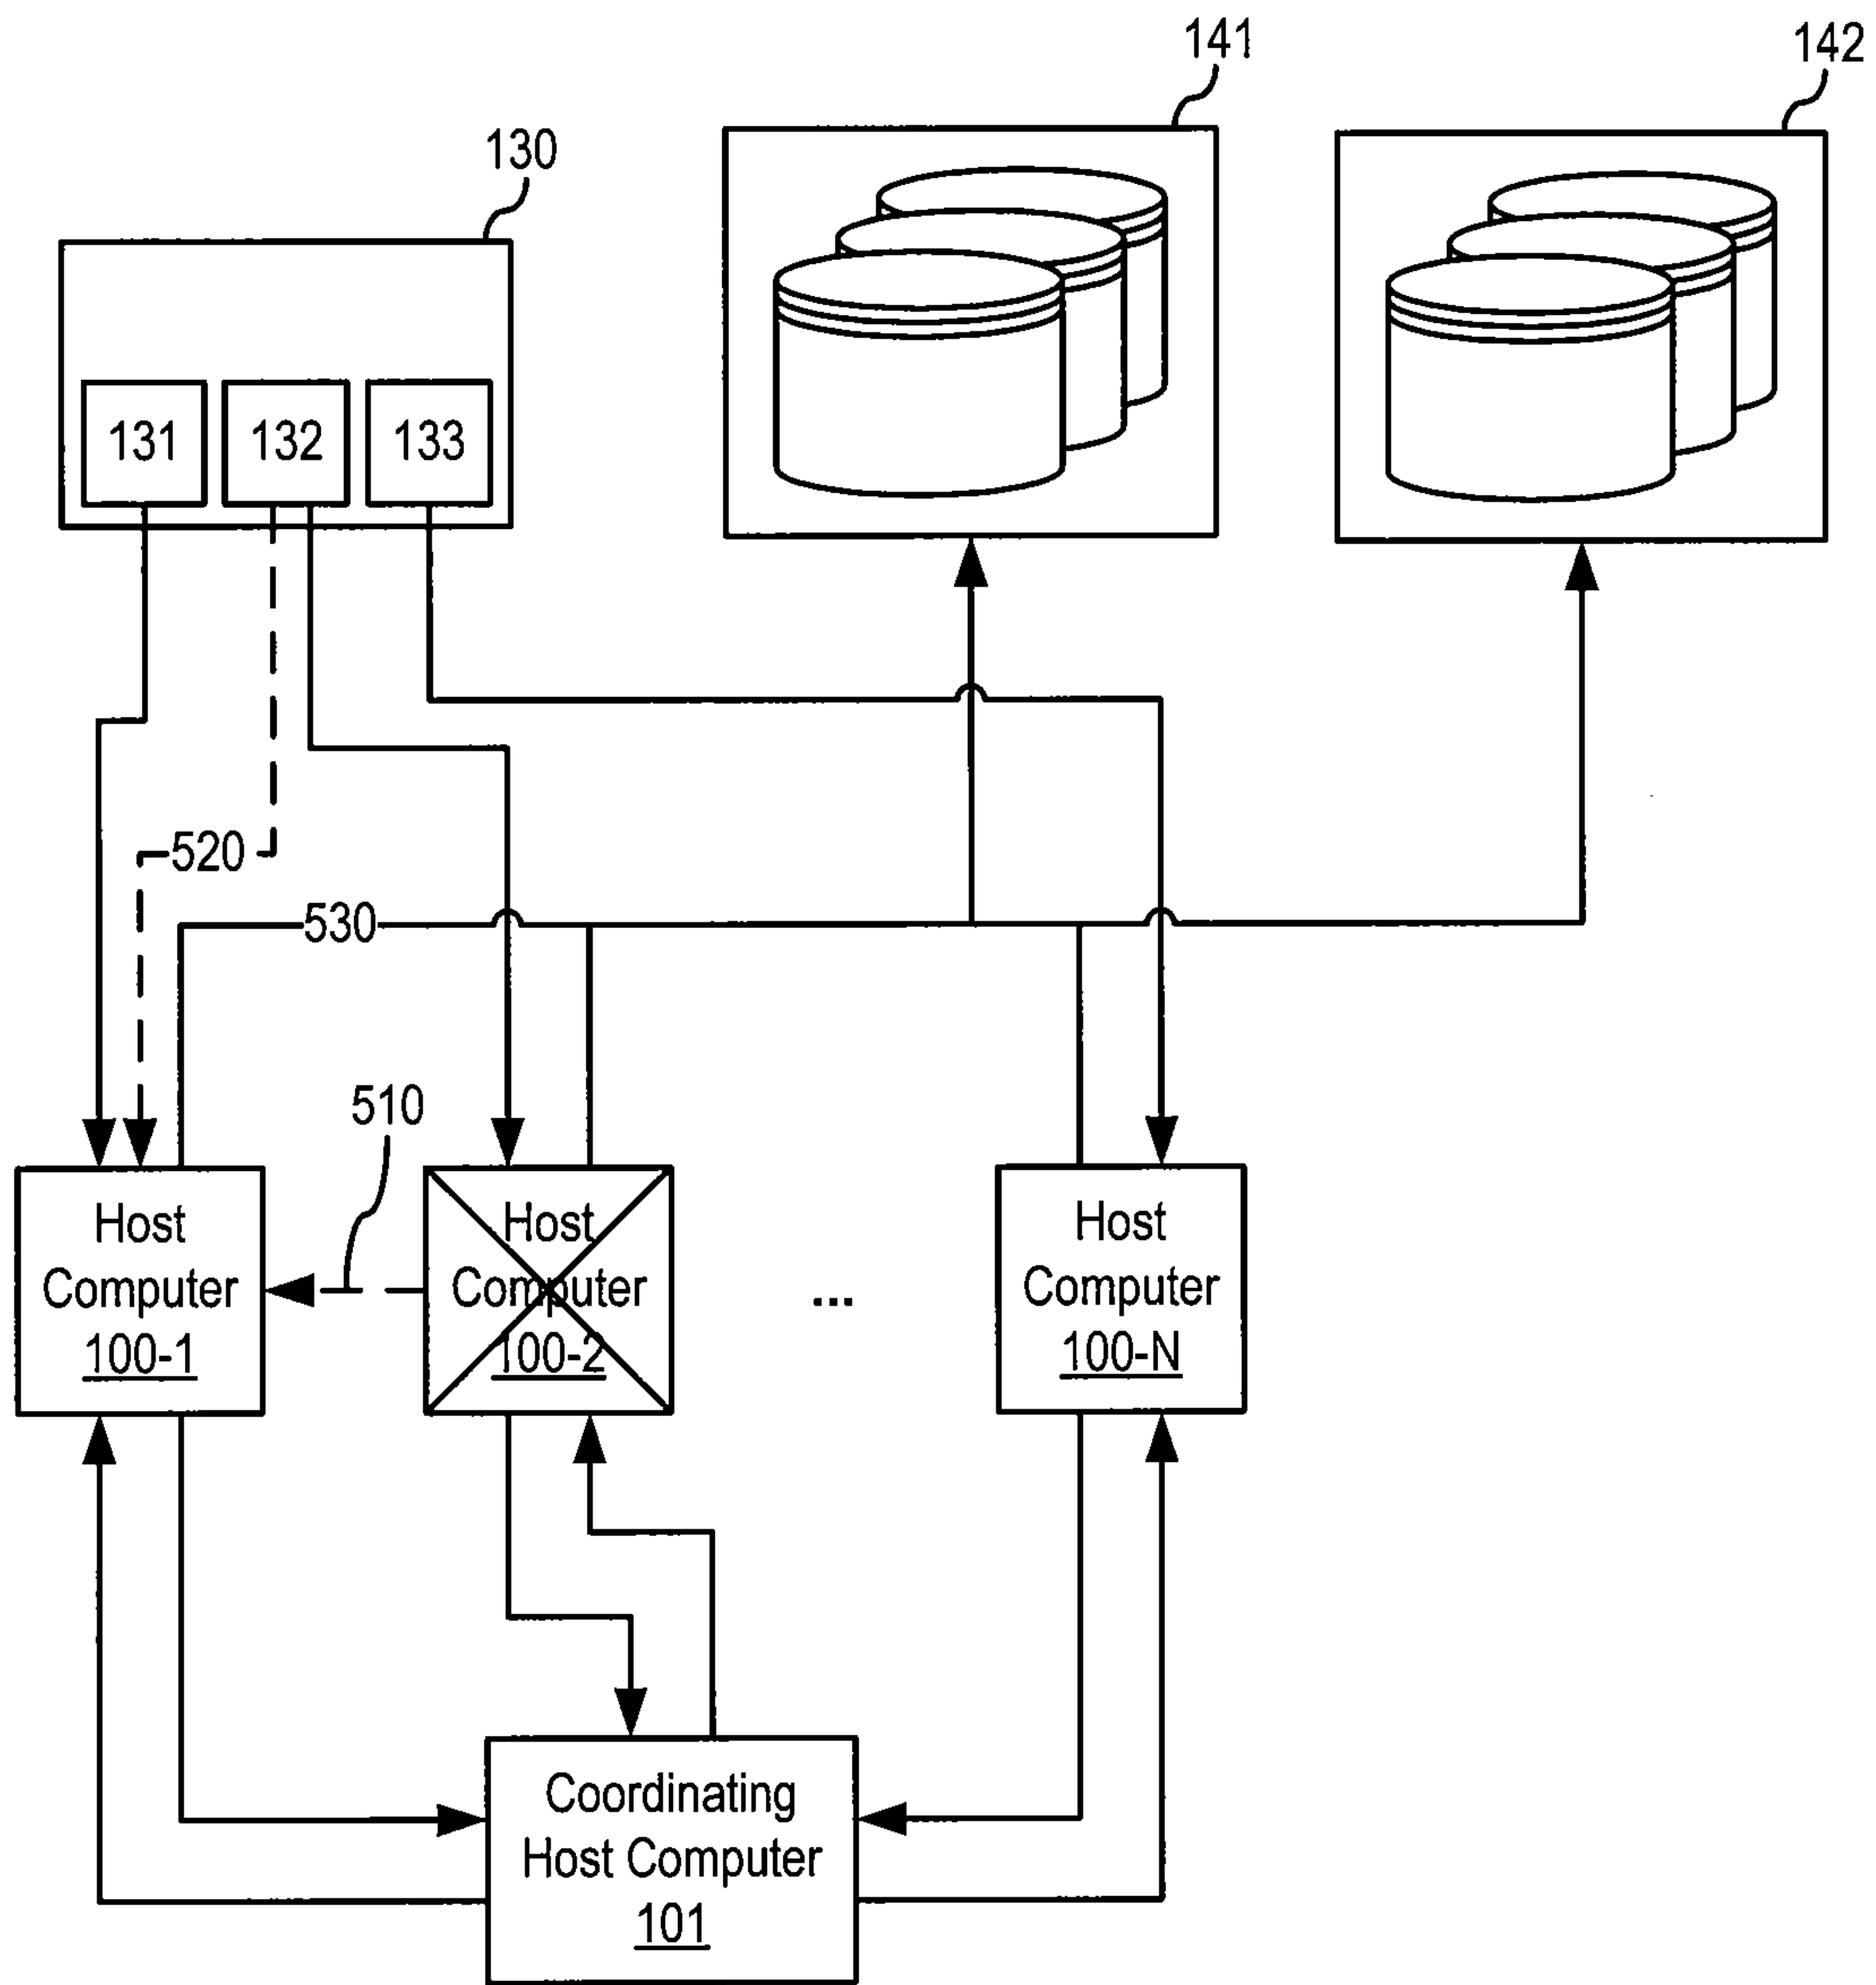 141
142
130
131
132
133
520
530
510
Host
Computer
100-1
Host
Computer
100-2
...
Host
Computer
100-N
Coordinating
Host Computer
101